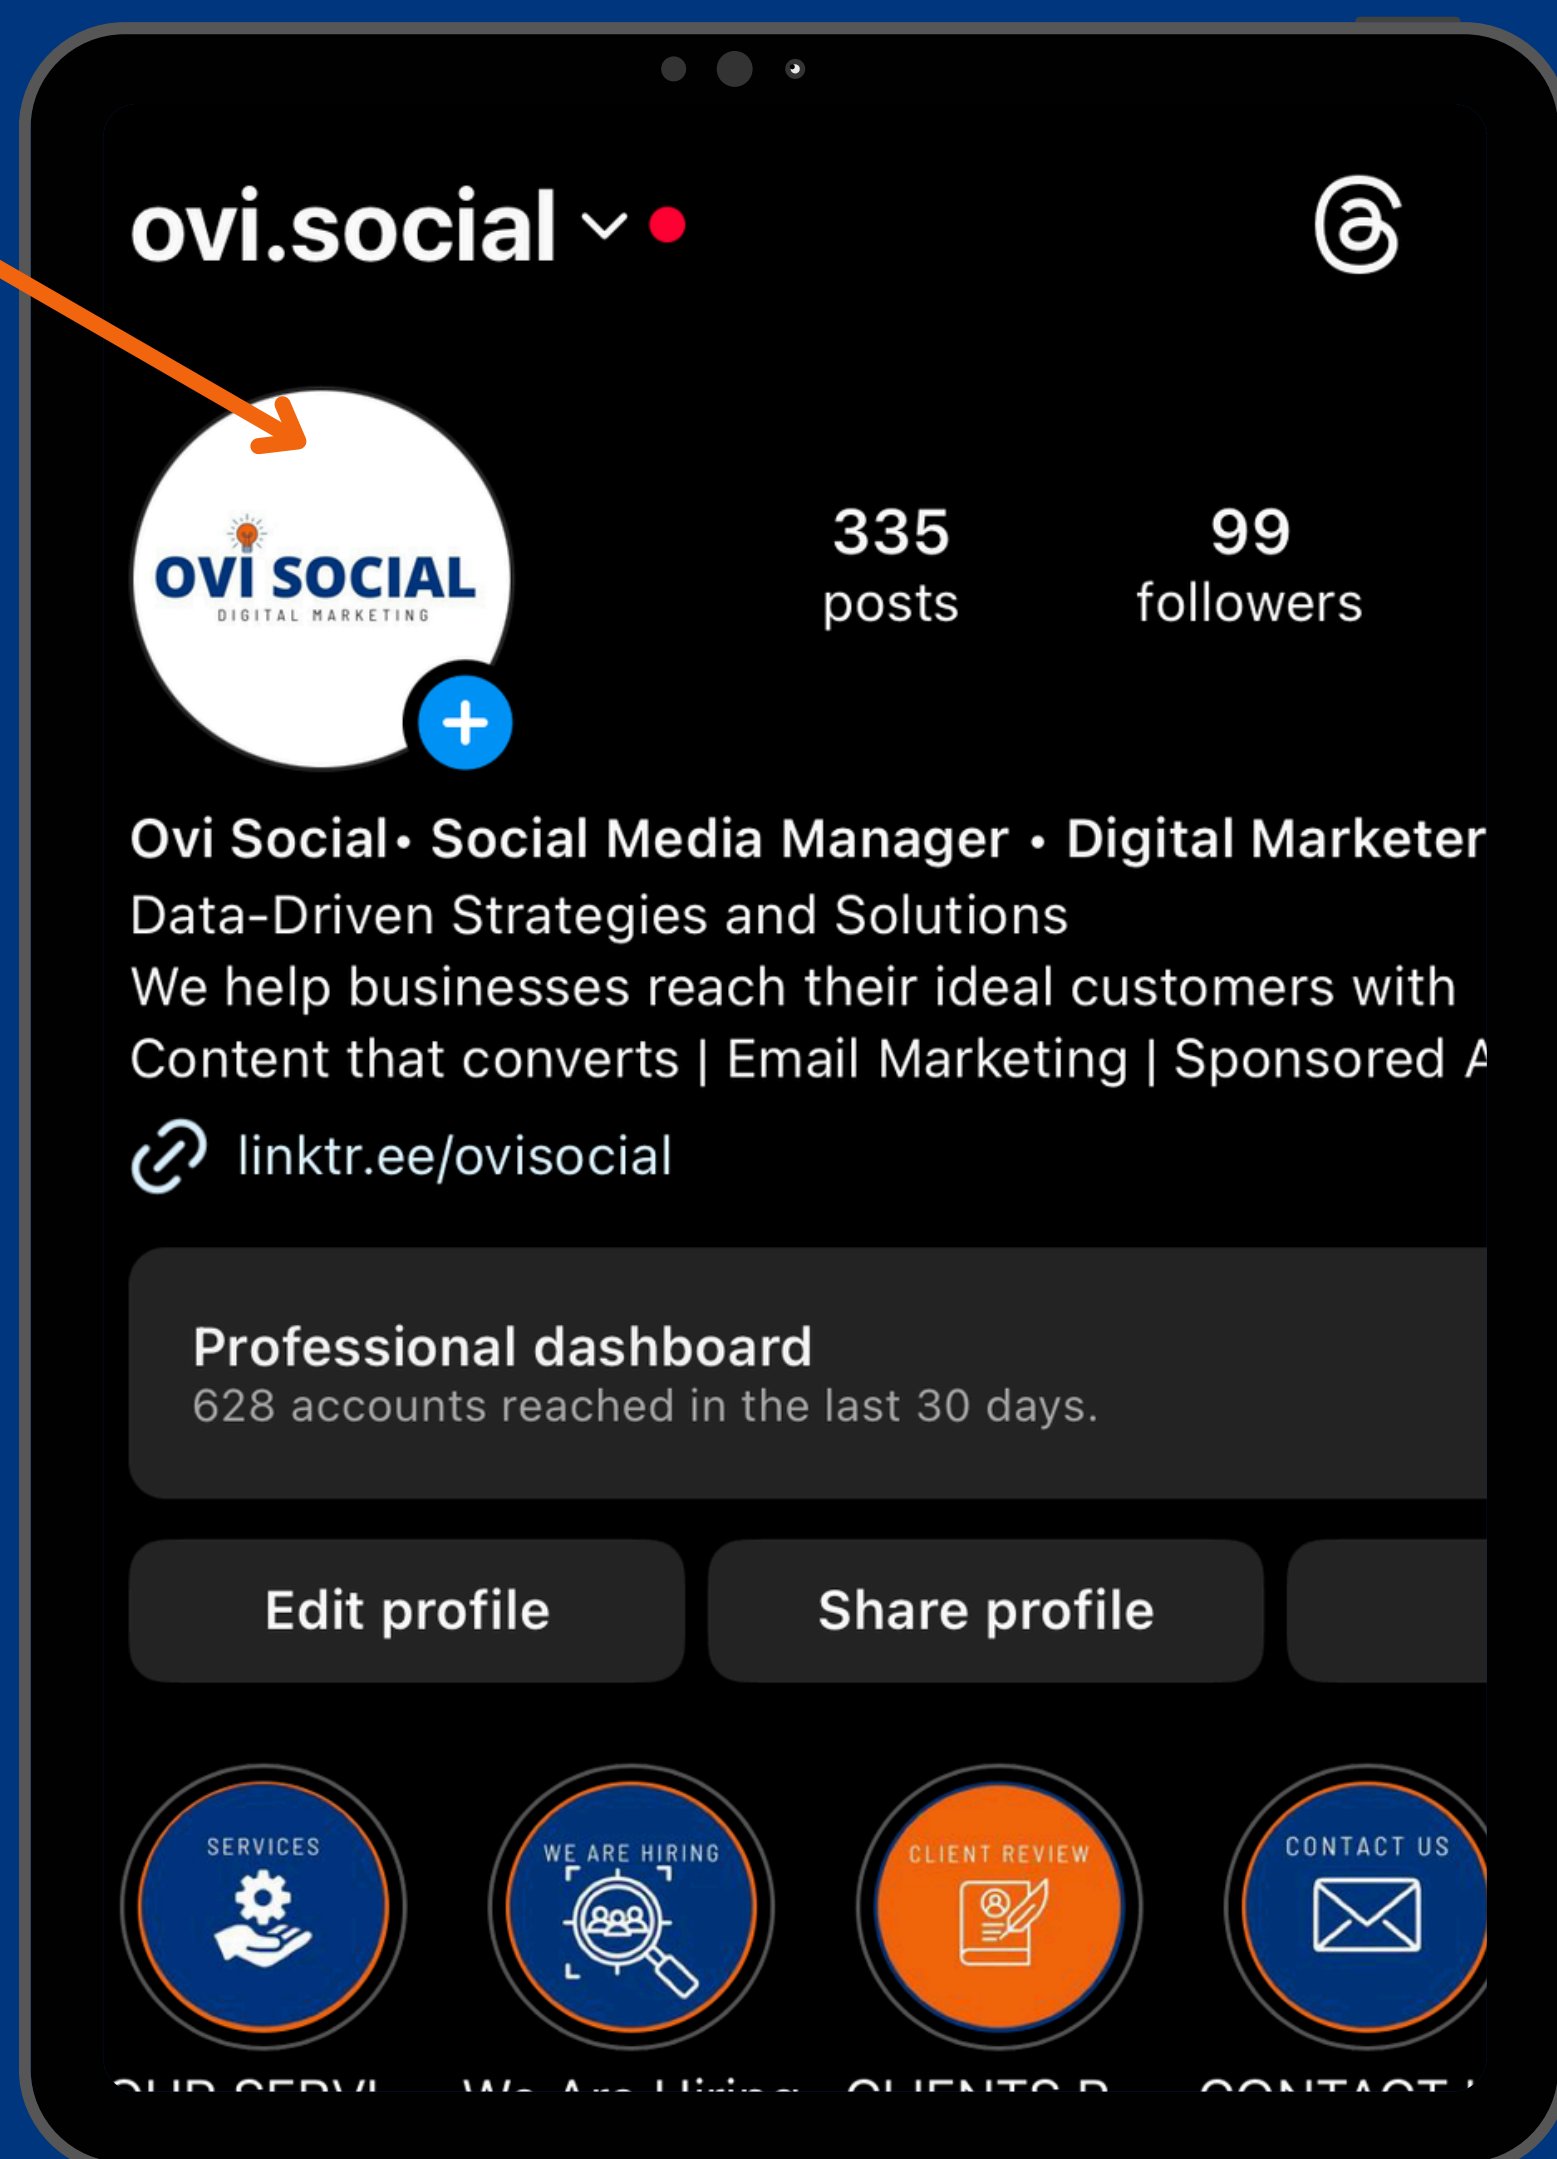 ovi.social
OVI SOCIAL
DIGITAL MARKETING
335
posts
99
followers
Ovi Social• Social Media Manager • Digital Marketer
Data-Driven Strategies and Solutions
We help businesses reach their ideal customers with
Content that converts | Email Marketing | Sponsored A
linktr.ee/ovisocial
Professional dashboard
628 accounts reached in the last 30 days.
Edit profile
Share profile
SERVICES
WE ARE HIRING
CLIENT REVIEW
CONTACT US
We Are Hiring